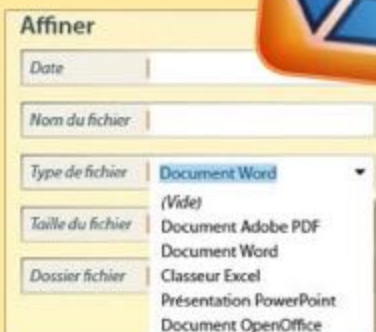 Affiner
Date
Nom du fichier
Type de fichier Document Word
(Vide)
Taille du fichier Document Adobe PDF
Document Word
Dossier fichier Classeur Excel
Présentation PowerPoint
Document OpenOffice